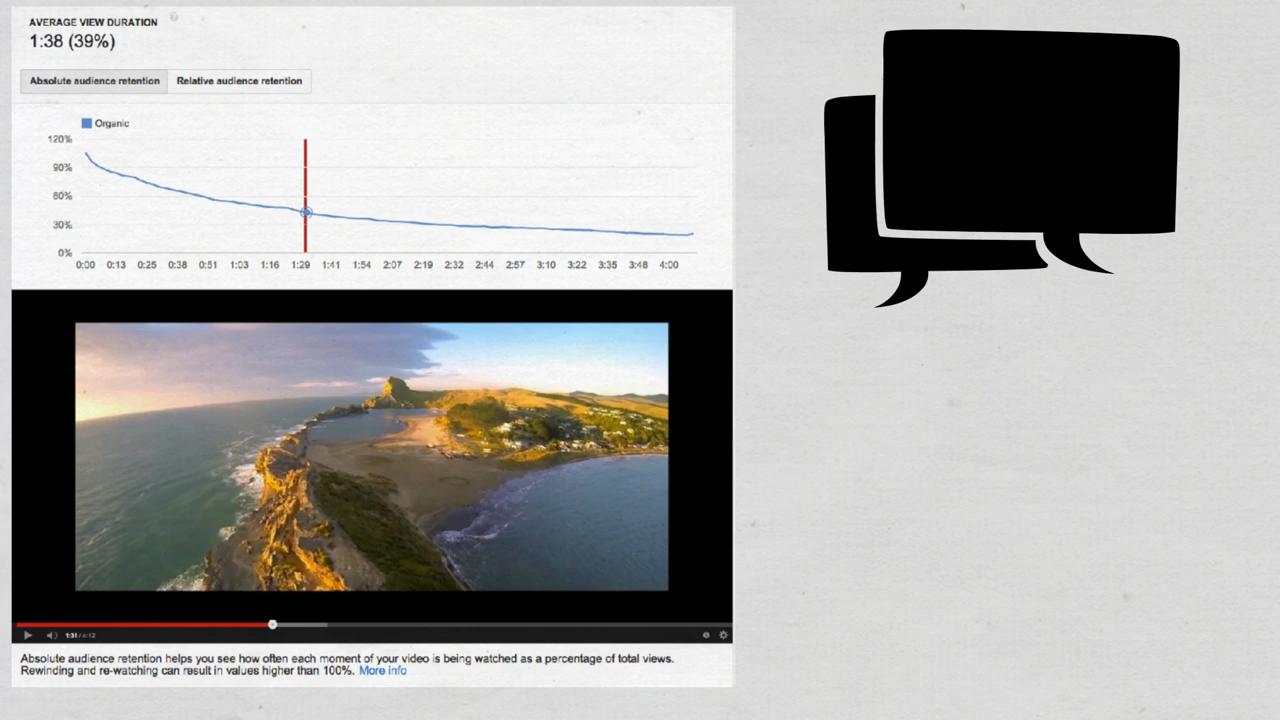 AVERAGE VIEW DURATION
1:38 (39%)
Absolute audience retention Relative audience retention
Organic
120%
90%
60%
30%
0%
0:00 0:13 0:25 0:38 0:51 1:03 1:16 1:29 1:41 1:54 2:07 2:19 2:32 2:44 2:57 3:10 3:22 3:35 3:48 4:00
1:31 / 4:12
Absolute audience retention helps you see how often each moment of your video is being watched as a percentage of total views.
Rewinding and re-watching can result in values higher than 100%. More info